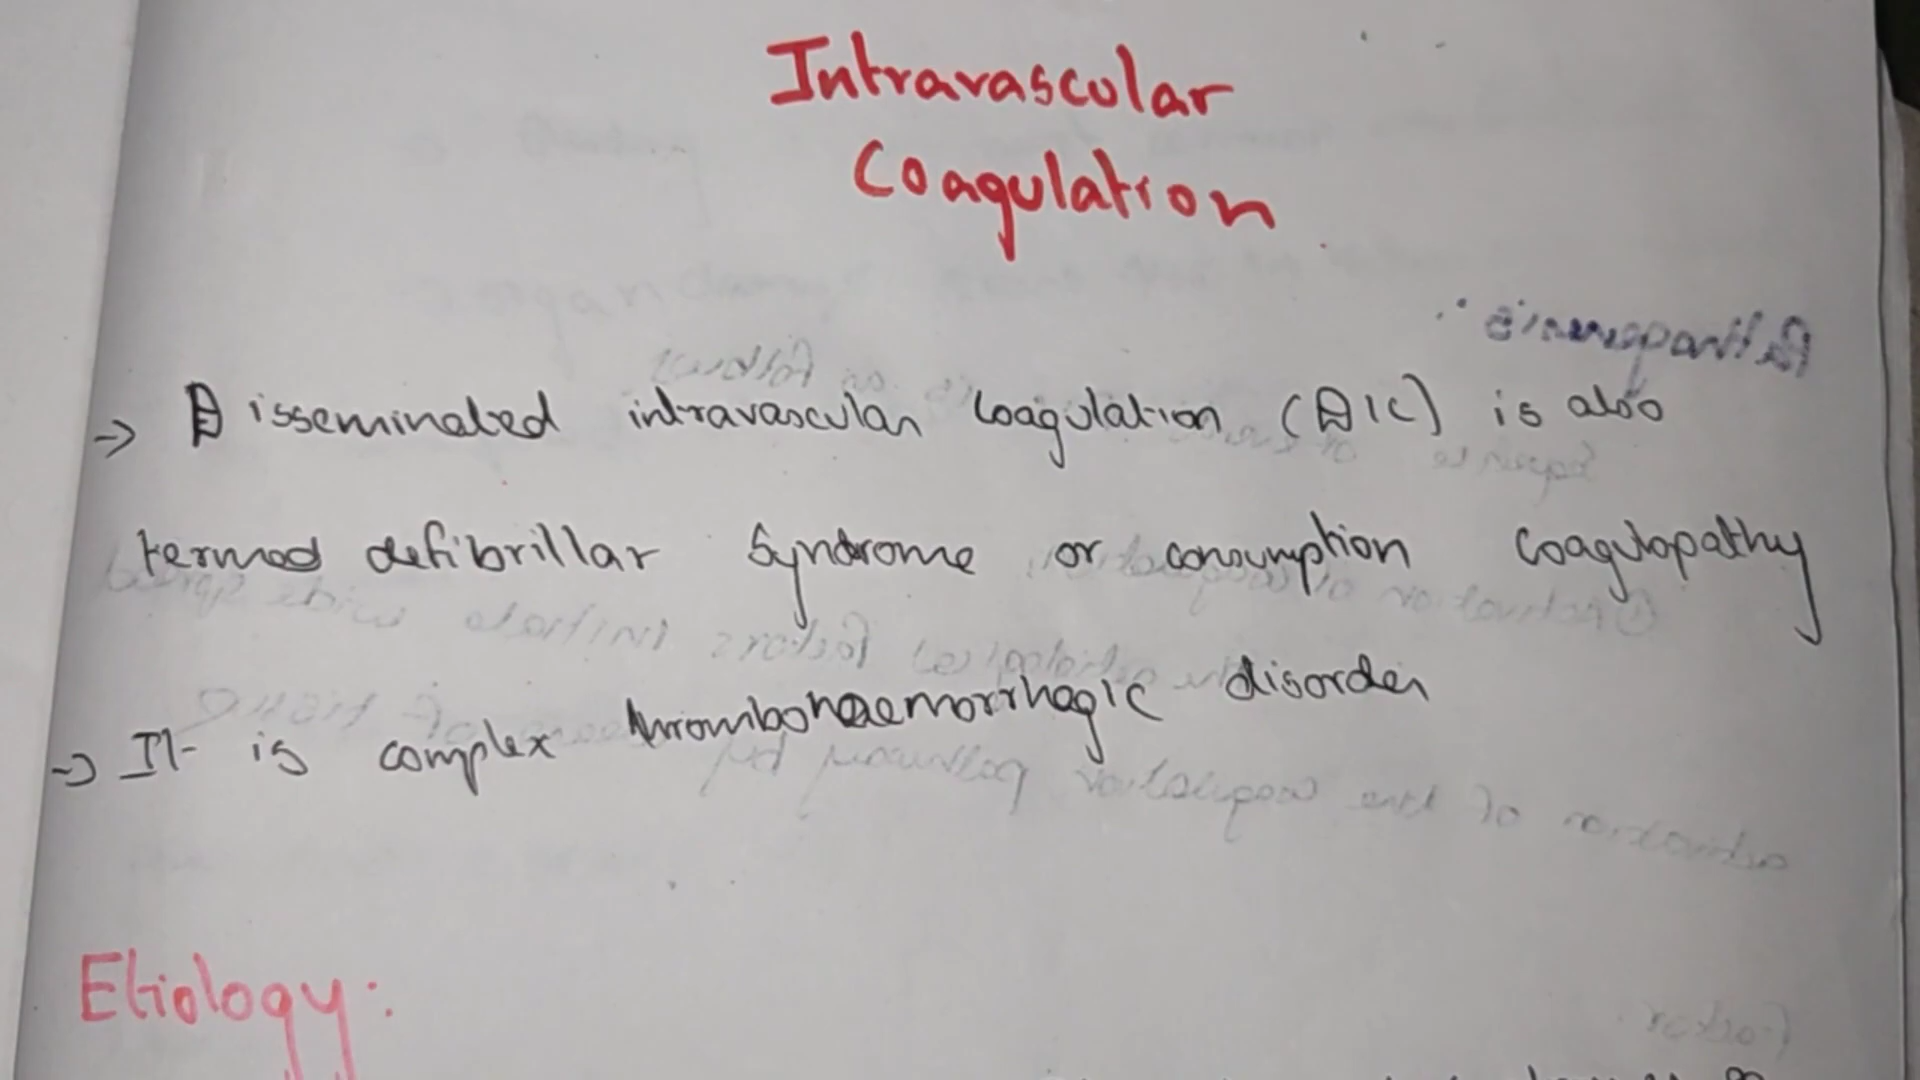 Intravascular
Coagulation
→ Disseminated intravascular coagulation (DIC) is also
termed defibrillar Syndrome or consumption Coagulopathy
→ It is complex thrombohaemorrhagic disorder
Etiology: